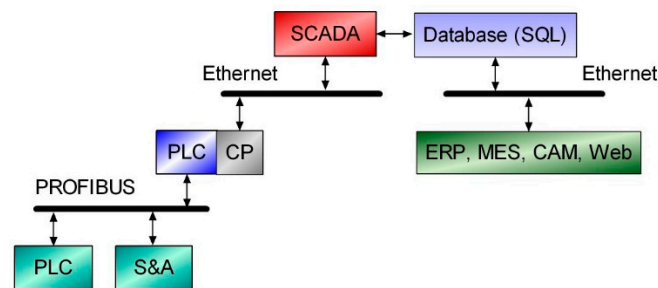 SCADA
Database (SQL)
Ethernet
Ethernet
PLC
CP
ERP, MES, CAM, Web
PROFIBUS
PLC
S&A